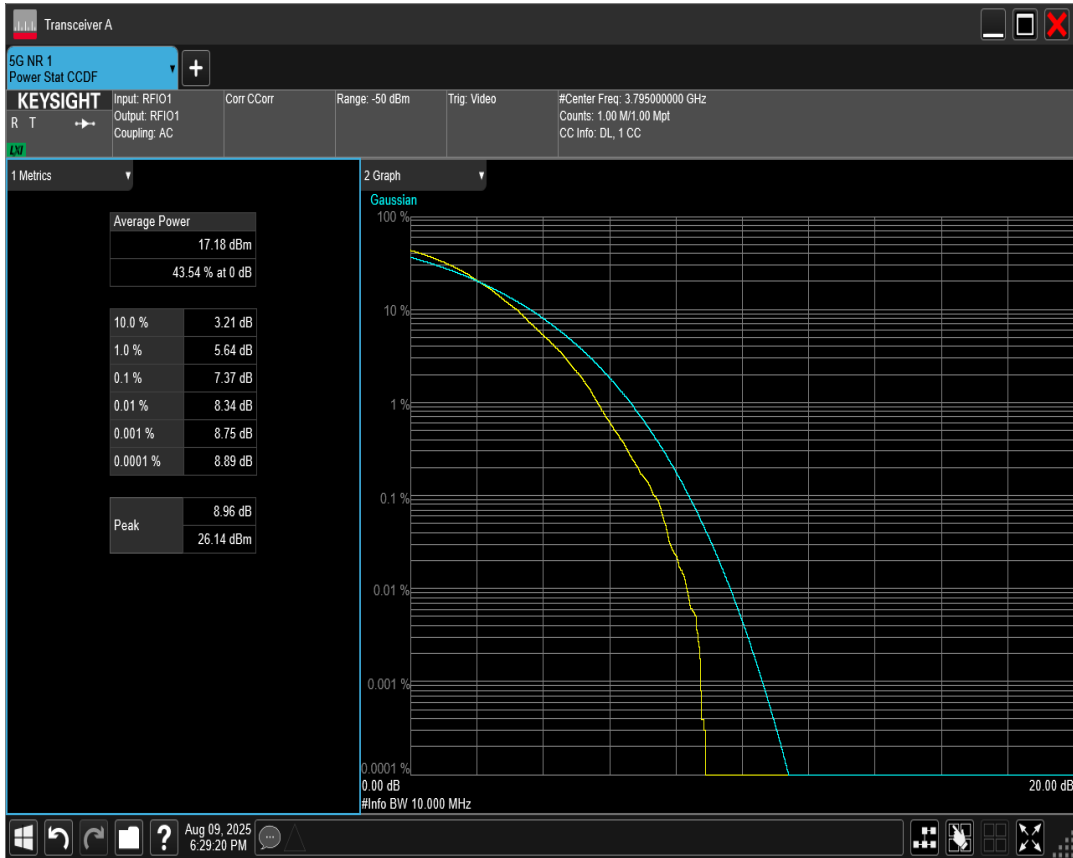 Transceiver A
5G NR 1
Power Stat CCDF
KEYSIGHT
R T
LXI
Input: RFIO1
Output: RFIO1
Coupling: AC
Corr CCorr
Range: -50 dBm
Trig: Video
#Center Freq: 3.795000000 GHz
Counts: 1.00 M/1.00 Mpt
CC Info: DL, 1 CC
1 Metrics
Average Power
17.18 dBm
43.54 % at 0 dB
10.0 % 3.21 dB
1.0 % 5.64 dB
0.1 % 7.37 dB
0.01 % 8.34 dB
0.001 % 8.75 dB
0.0001 % 8.89 dB
Peak
8.96 dB
26.14 dBm
2 Graph
Gaussian
100 %
10 %
1 %
0.1 %
0.01 %
0.001 %
0.0001 %
0.00 dB 20.00 dB
#Info BW 10.000 MHz
?
Aug 09, 2025
6:29:20 PM